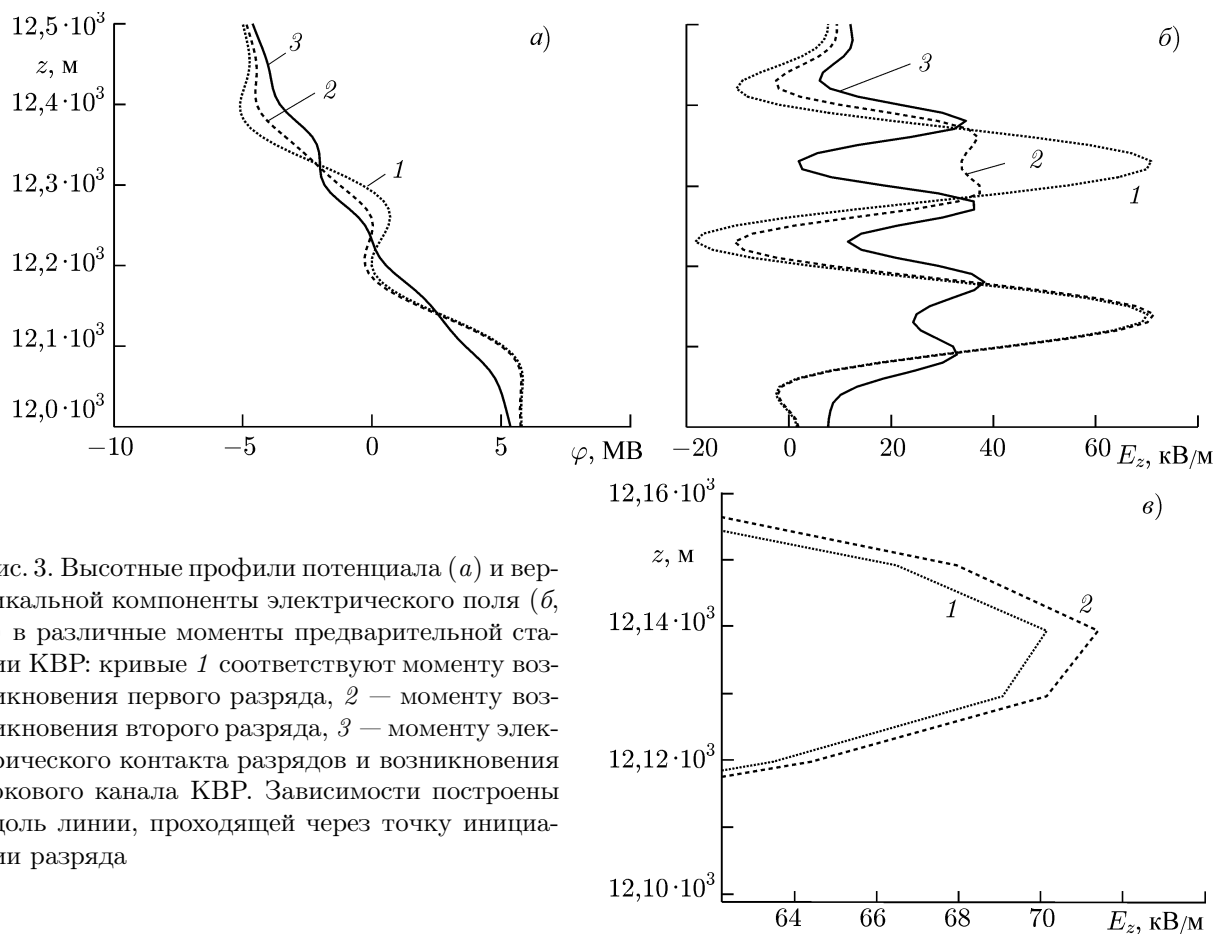 12,5·10³
z, м
12,4·10³
12,3·10³
12,2·10³
12,1·10³
12,0·10³
−10
−5
0
5
φ, МВ
3
2
1
а)
−20
0
20
40
60
E_z, кВ/м
3
2
1
б)
12,16·10³
z, м
12,14·10³
12,12·10³
12,10·10³
64
66
68
70
E_z, кВ/м
1
2
в)
ис. 3. Высотные профили потенциала (а) и вер-
икальной компоненты электрического поля (б,
в различные моменты предварительной ста-
ии КВР: кривые 1 соответствуют моменту воз-
икновения первого разряда, 2 — моменту воз-
икновения второго разряда, 3 — моменту элек-
рического контакта разрядов и возникновения
окового канала КВР. Зависимости построены
доль линии, проходящей через точку инициа-
ии разряда